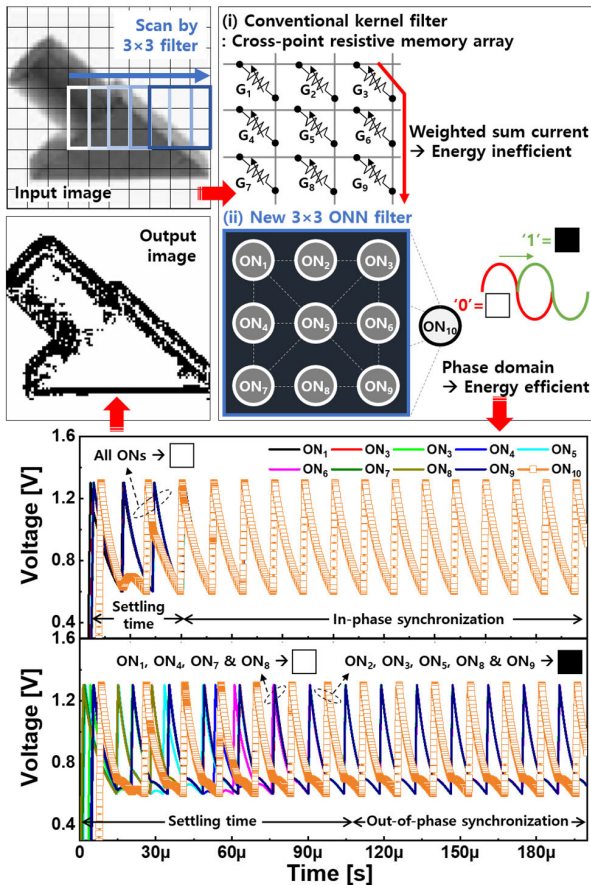 Scan by
3×3 filter
Input image
(i) Conventional kernel filter
: Cross-point resistive memory array
G1 G2 G3
G4 G5 G6
G7 G8 G9
Weighted sum current
→ Energy inefficient
(ii) New 3×3 ONN filter
ON1 ON2 ON3
ON4 ON5 ON6
ON7 ON8 ON9
ON10
'1'=
'0'=
Phase domain
→ Energy efficient
Output
image
All ONs →
ON1 ON3 ON3 ON4 ON5
ON6 ON7 ON8 ON9 ON10
1.6
1.2
0.8
0.4
Voltage [V]
Settling
time
In-phase synchronization
1.6
1.2
0.8
0.4
Voltage [V]
ON1, ON4, ON7 & ON8 →
ON2, ON3, ON5, ON8 & ON9 →
Settling time
Out-of-phase synchronization
0 30µ 60µ 90µ 120µ 150µ 180µ
Time [s]